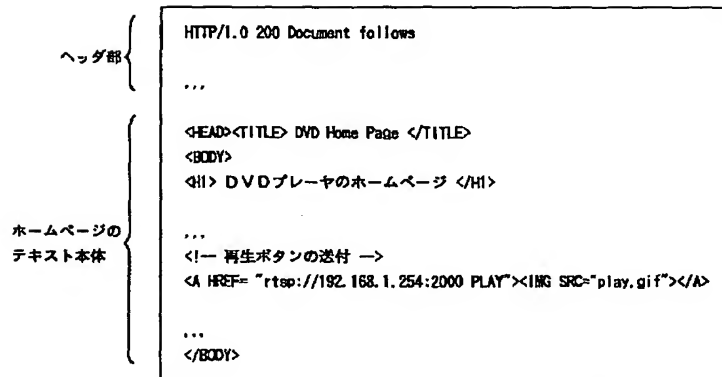 ヘッダ部
HTTP/1.0 200 Document follows
...
ホームページの
テキスト本体
<HEAD><TITLE> DVD Home Page </TITLE>
<BODY>
<H1> DVDプレーヤのホームページ </H1>
...
<!-- 再生ボタンの送付 -->
<A HREF= "rtsp://192.168.1.254:2000 PLAY"><IMG SRC="play.gif"></A>
...
</BODY>